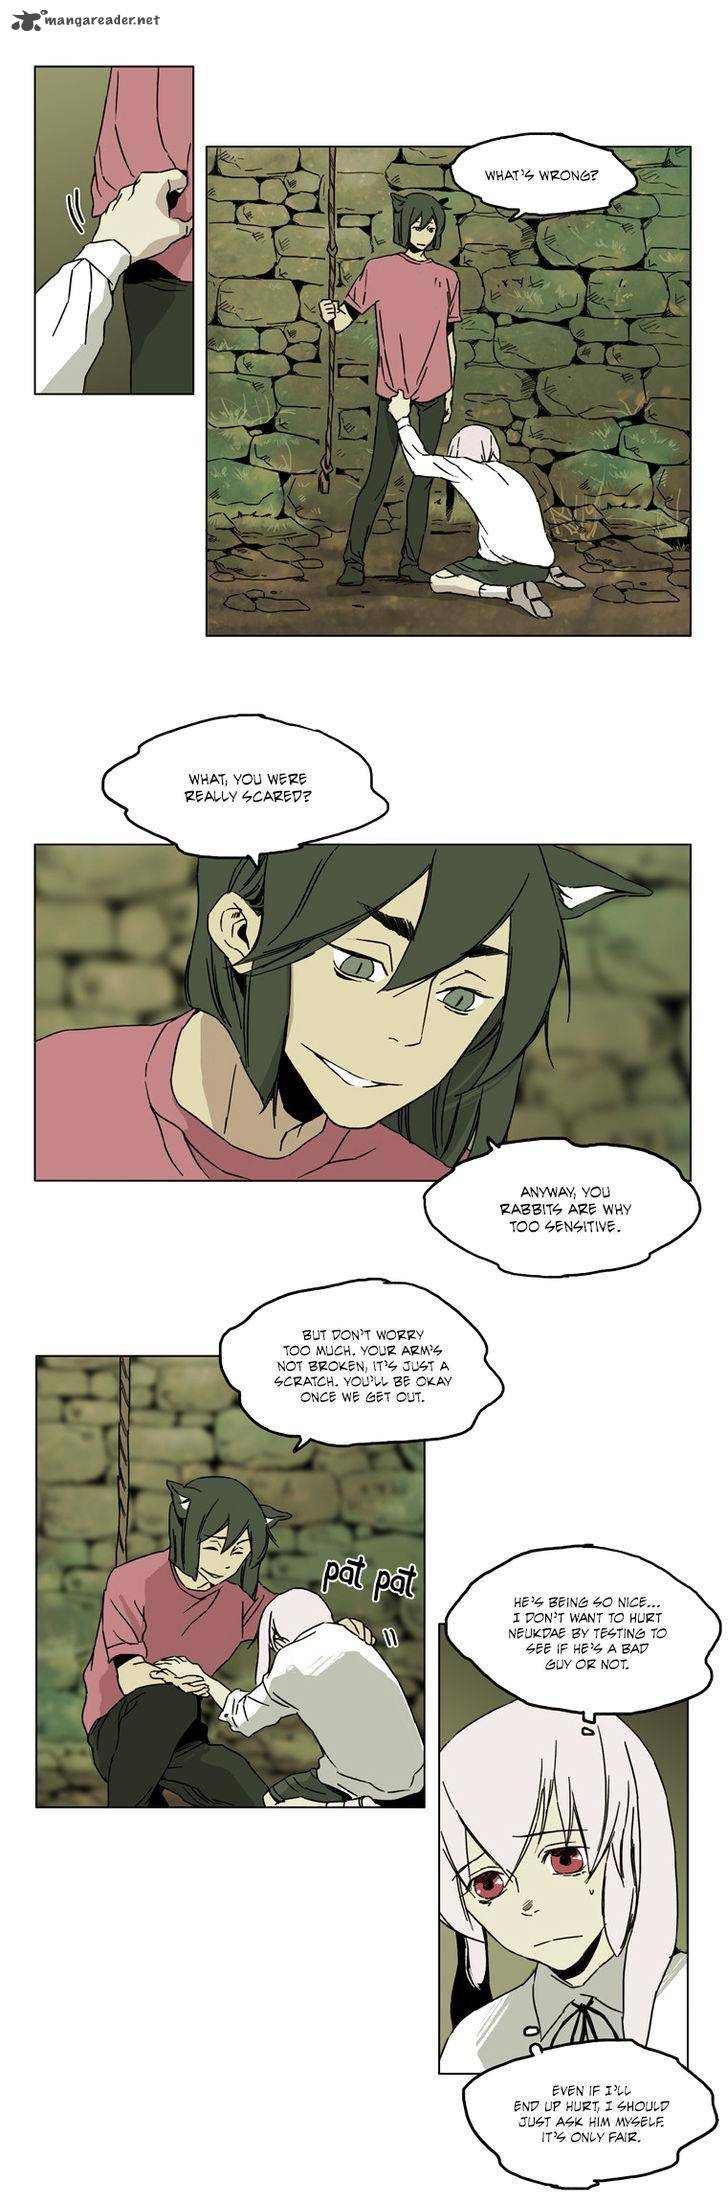 mangareader.net
WHAT'S WRONG?
WHAT, YOU WERE
REALLY SCARED?
ANYWAY, YOU
RABBITS ARE WHY
TOO SENSITIVE.
BUT DON'T WORRY
TOO MUCH. YOUR ARM'S
NOT BROKEN, IT'S JUST A
SCRATCH. YOU'LL BE OKAY
ONCE WE GET OUT.
pat pat
HE'S BEING SO NICE...
I DON'T WANT TO HURT
NEUKDAE BY TESTING TO
SEE IF HE'S A BAD
GUY OR NOT.
EVEN IF I'LL
END UP HURT, I SHOULD
JUST ASK HIM MYSELF.
IT'S ONLY FAIR.